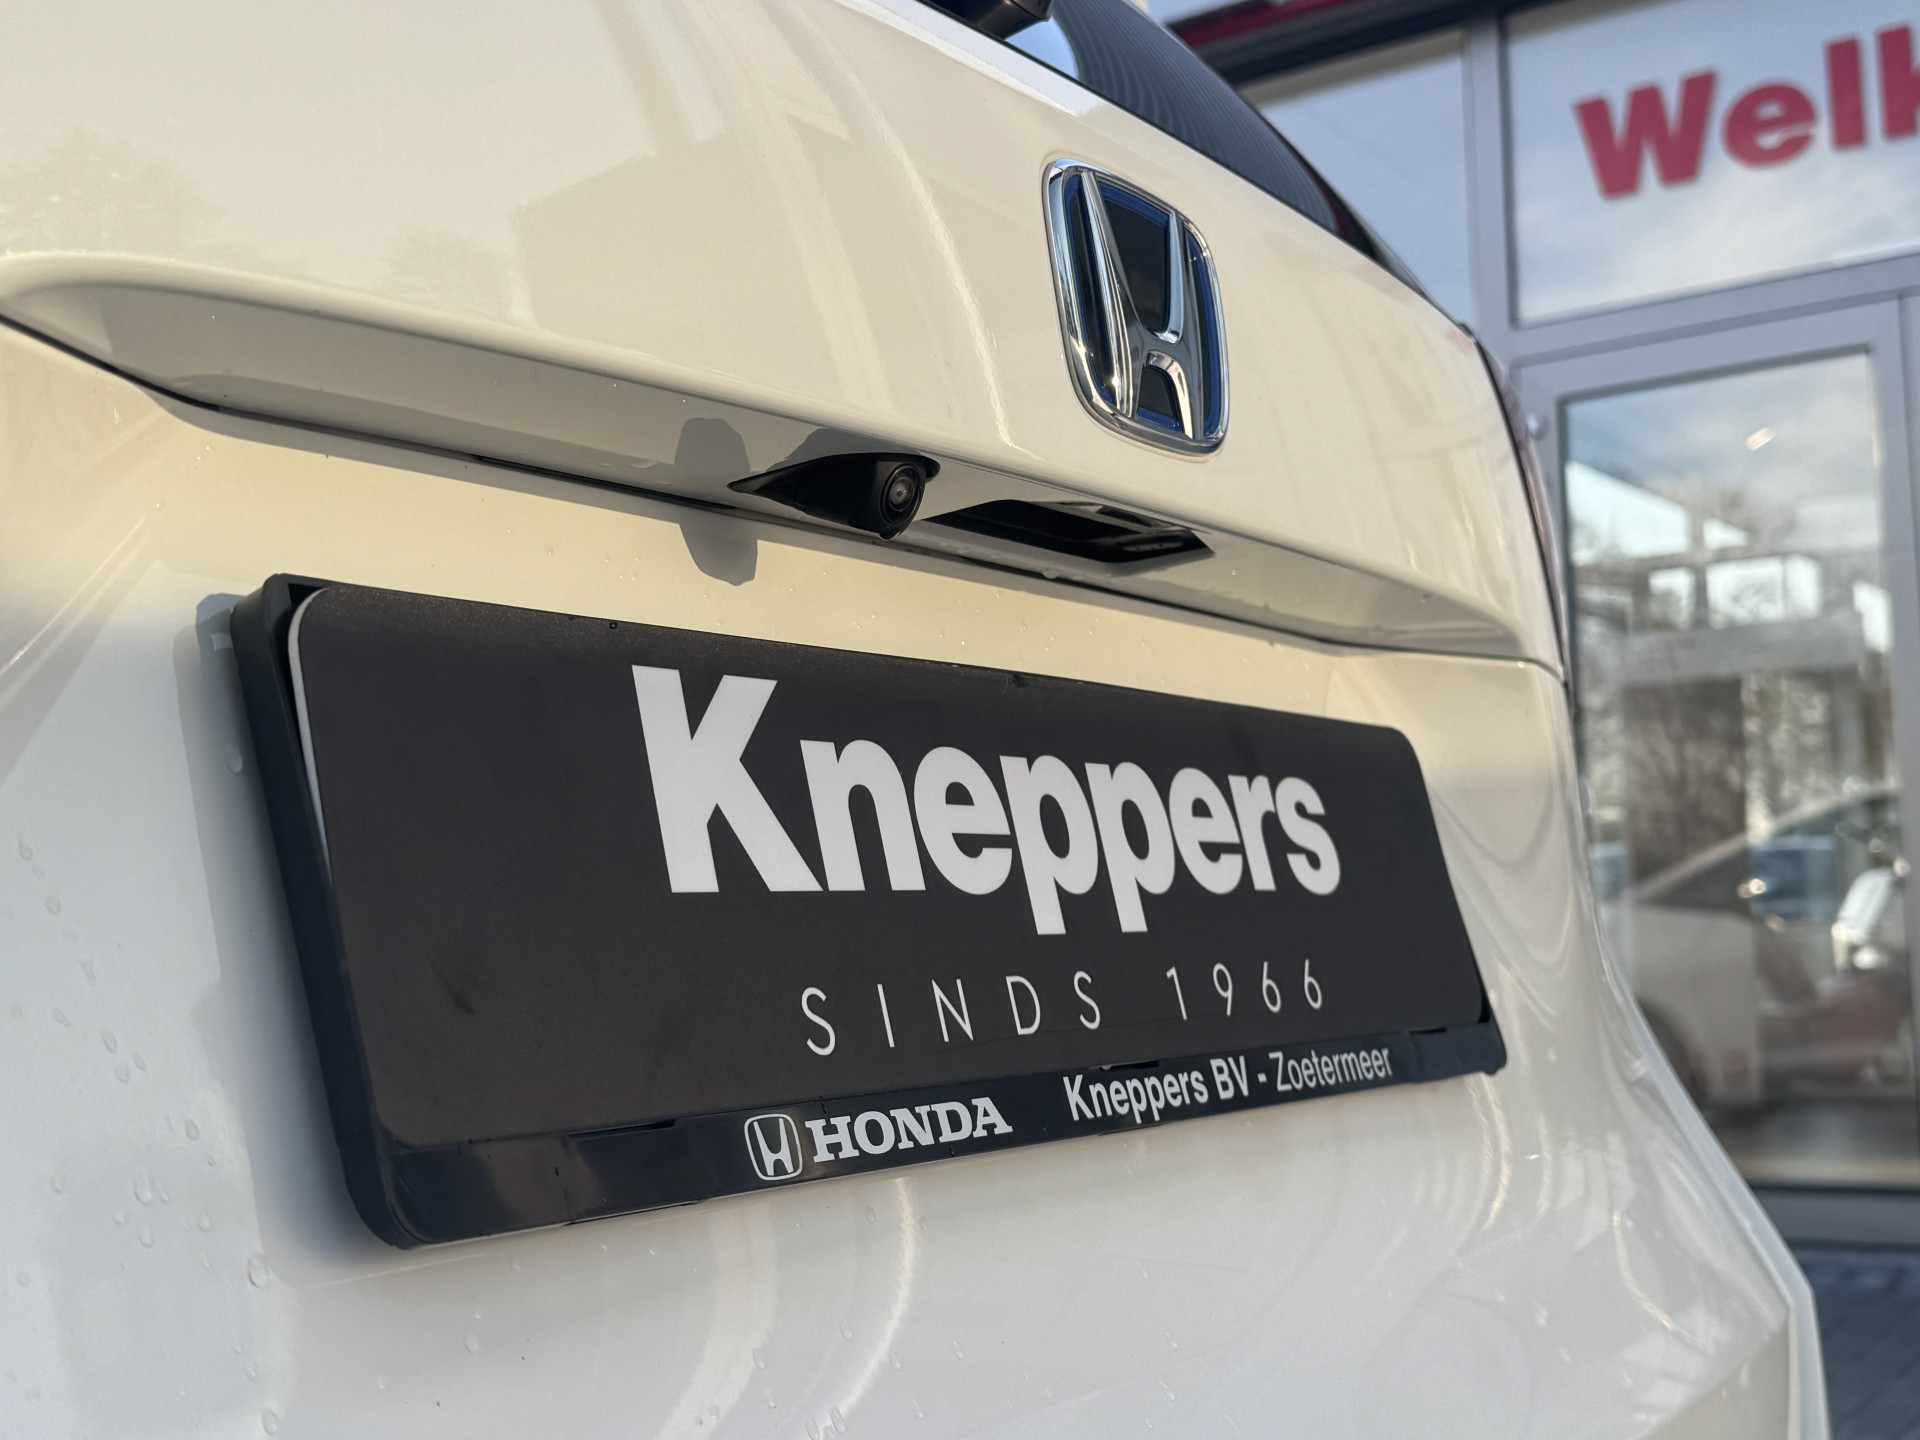 Welk
Kneppers
SINDS 1966
HONDA Kneppers BV - Zoetermeer